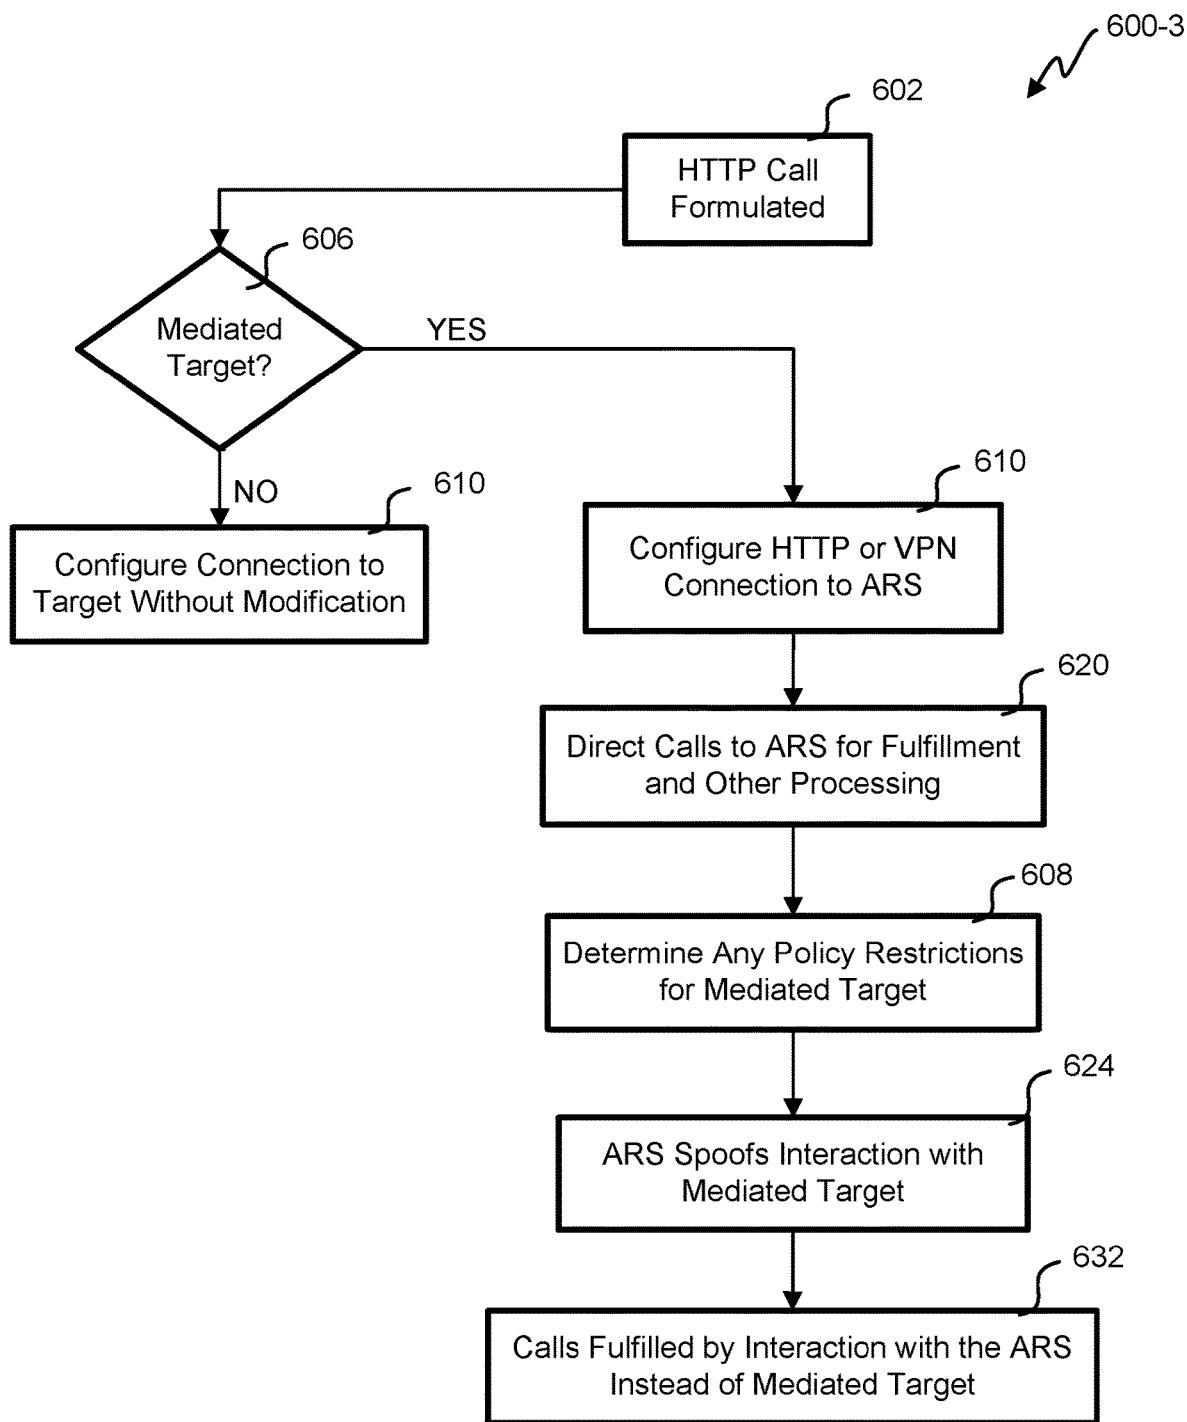 600-3
602
HTTP Call
Formulated
606
Mediated
Target?
YES
NO
610
Configure Connection to
Target Without Modification
610
Configure HTTP or VPN
Connection to ARS
620
Direct Calls to ARS for Fulfillment
and Other Processing
608
Determine Any Policy Restrictions
for Mediated Target
624
ARS Spoofs Interaction with
Mediated Target
632
Calls Fulfilled by Interaction with the ARS
Instead of Mediated Target